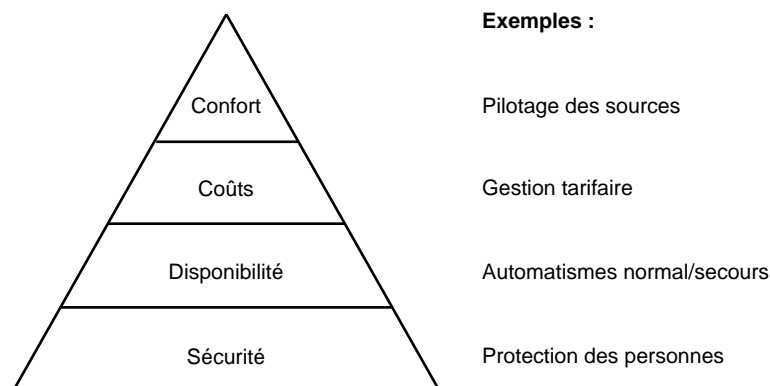 Exemples :
Confort
Pilotage des sources
Coûts
Gestion tarifaire
Disponibilité
Automatismes normal/secours
Sécurité
Protection des personnes